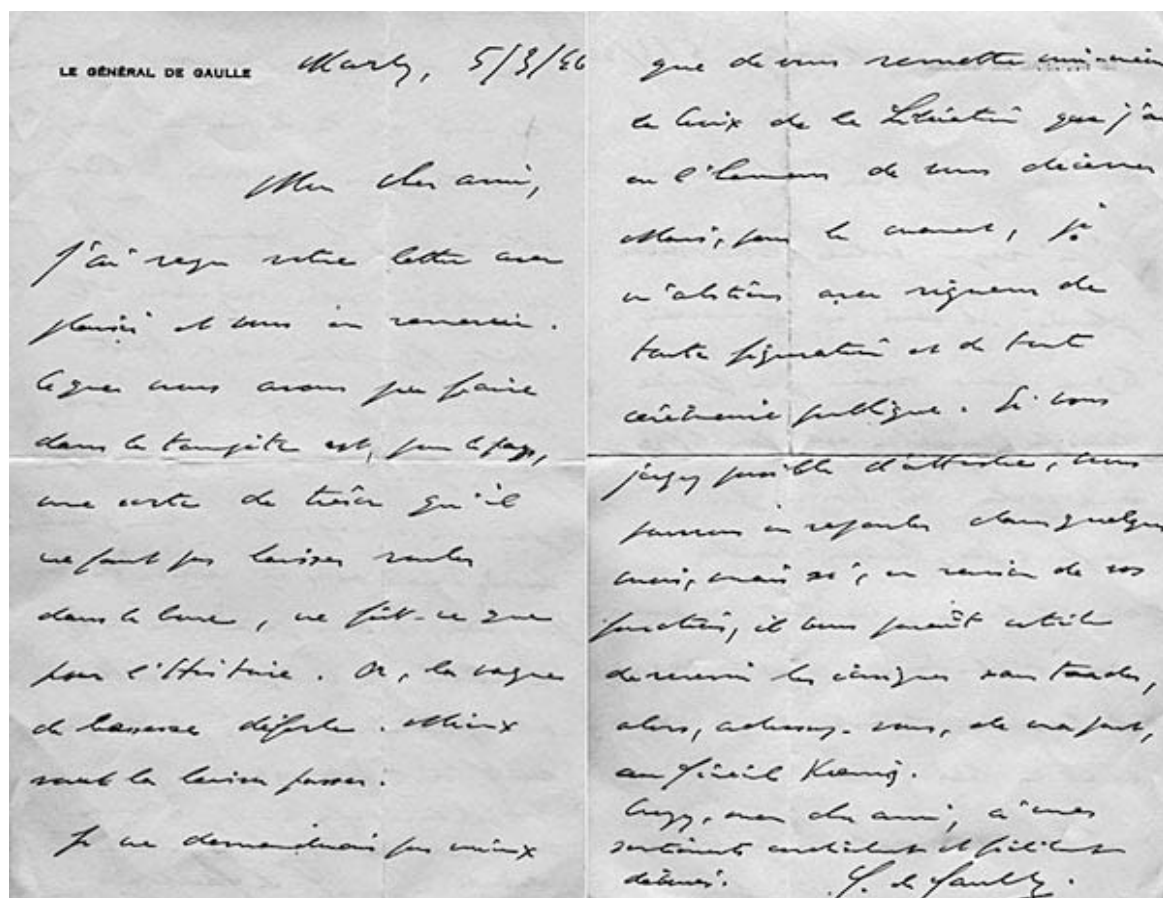 LE GÉNÉRAL DE GAULLE
Marly, 5/3/46
Mon cher ami,
J'ai reçu votre lettre avec
plaisir et vous en remercie.
Ce que nous avons pu faire
dans la tempête est, pour le pays,
une sorte de trésor qu'il
ne faut pas laisser rouler
dans la boue, ne fût-ce que
pour l'Histoire. Or, la vague
de bassesse déferle. Mieux
vaut la laisser passer.
Je ne demanderais pas mieux
que de vous remettre moi-même
la Croix de la Libération que j'ai
eu l'honneur de vous décerner
Mais, pour le moment, je
m'abstiens avec rigueur de
toute figuration et de toute
cérémonie publique. Si vous
jugez possible d'attendre, nous
pourrons en reparler dans quelques
mois, mais si, en raison de vos
fonctions, il vous paraît utile
de recevoir les insignes sans tarder,
alors, adressez-vous, de ma part,
au Général Koenig.
Croyez, mon cher ami, à mes
sentiments cordialement et fidèlement
dévoués. C. de Gaulle.